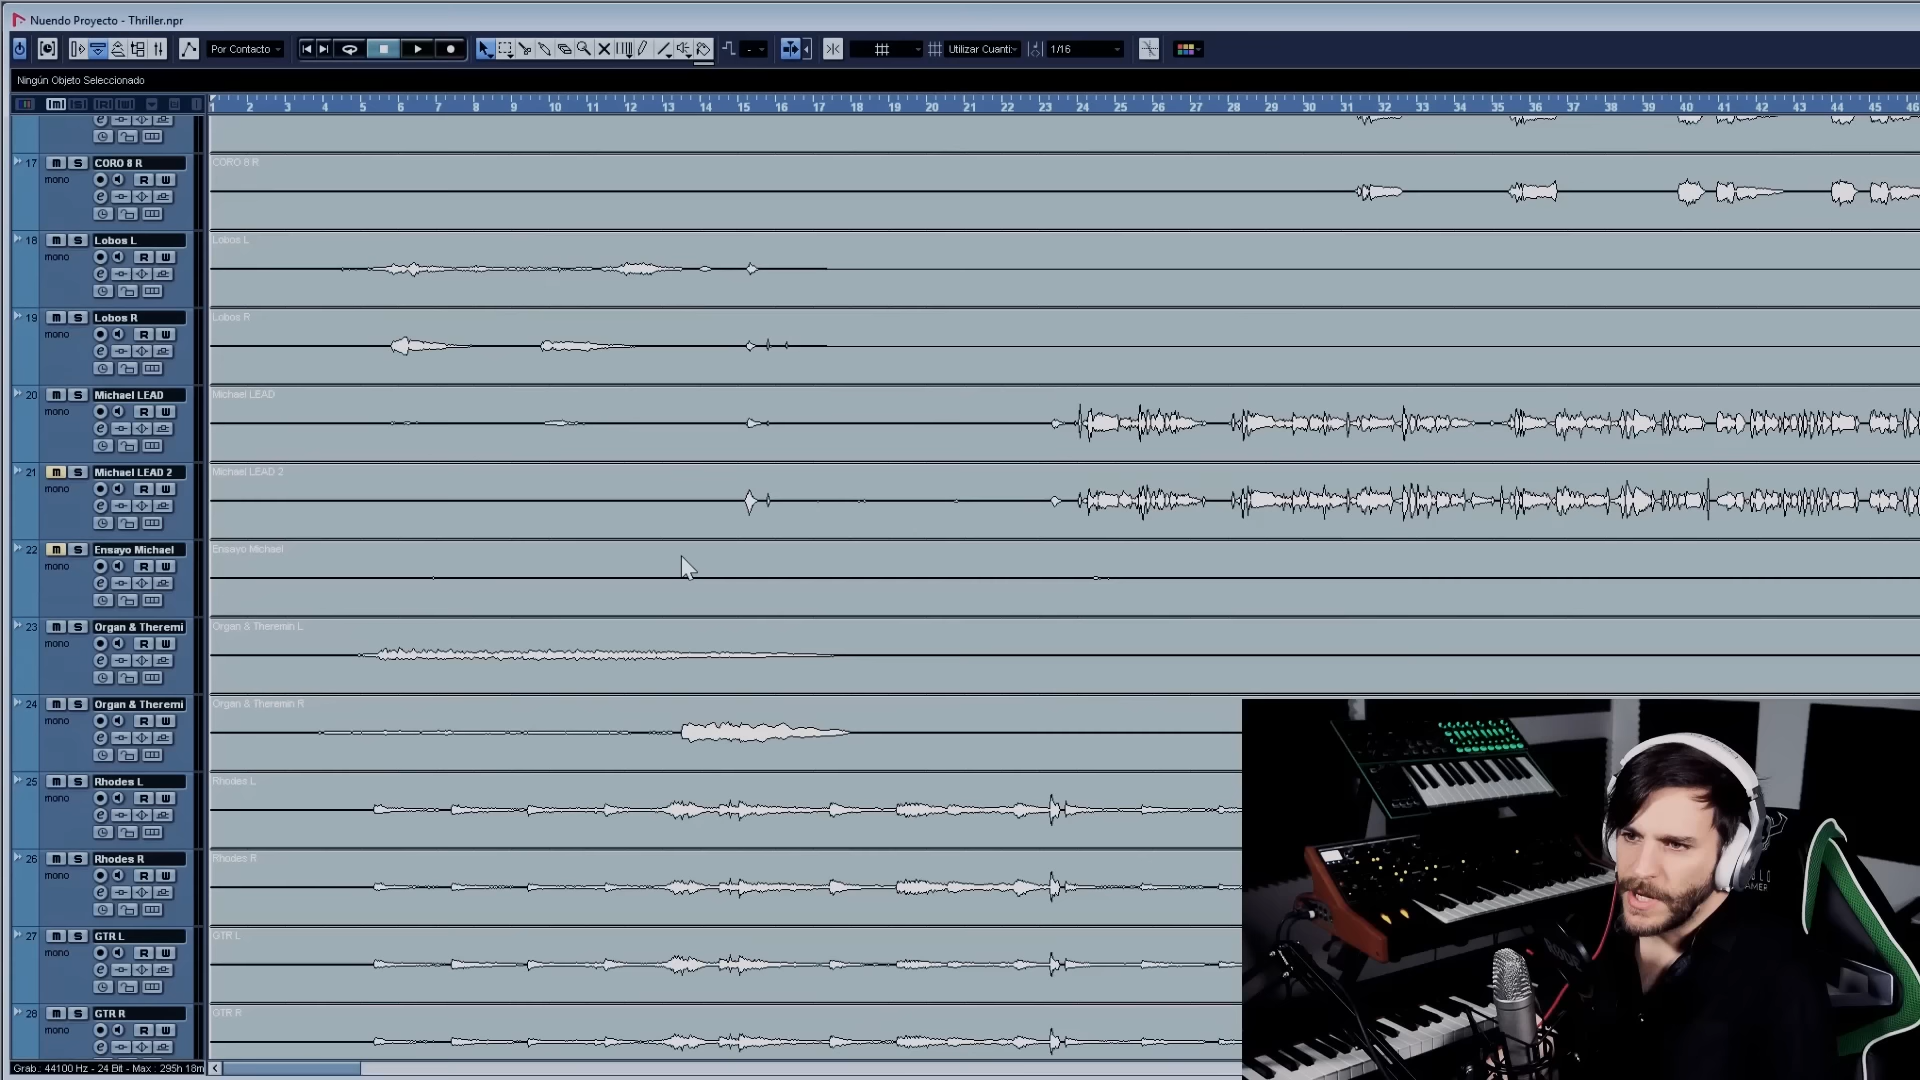 Nuendo Proyecto - Thriller.npr
Por Contacto
Utilizar Cuanti:
1/16
Ningún Objeto Seleccionado
1 2 3 4 5 6 7 8 9 10 11 12 13 14 15 16 17 18 19 20 21 22 23 24 25 26 27 28 29 30 31 32 33 34 35 36 37 38 39 40 41 42 43 44 45 46
17 m S CORO 8 R CORO 8 R
mono R W
18 m S Lobos L Lobos L
mono R W
19 m S Lobos R Lobos R
mono R W
20 m S Michael LEAD Michael LEAD
mono R W
21 m S Michael LEAD 2 Michael LEAD 2
mono R W
22 m S Ensayo Michael Ensayo Michael
mono R W
23 m S Organ & Theremi Organ & Theremin L
mono R W
24 m S Organ & Theremi Organ & Theremin R
mono R W
25 m S Rhodes L Rhodes L
mono R W
26 m S Rhodes R Rhodes R
mono R W
27 m S GTR L GTR L
mono R W
28 m S GTR R GTR R
mono R W
Grab.: 44100 Hz - 24 Bit - Max : 295h 18m